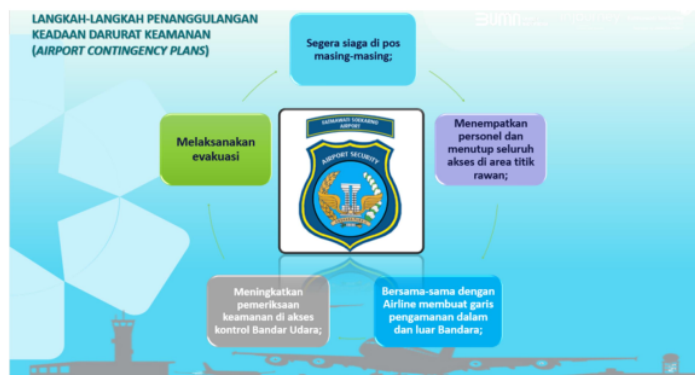 LANGKAH-LANGKAH PENANGGULANGAN
KEADAAN DARURAT KEAMANAN
(AIRPORT CONTINGENCY PLANS)
Segera siaga di pos
masing-masing;
Menempatkan
personel dan
menutup seluruh
akses di area titik
rawan;
Bersama-sama dengan
Airline membuat garis
pengamanan dalam
dan luar Bandara;
Meningkatkan
pemeriksaan
keamanan di akses
kontrol Bandar Udara;
Melaksanakan
evakuasi
FATMAWATI SOEKARNO
AIRPORT
AIRPORT SECURITY